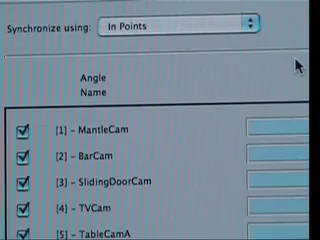 Synchronize using: In Points
Angle
Name
[1] - MantleCam
[2] - BarCam
[3] - SlidingDoorCam
[4] - TVCam
[5] - TableCamA